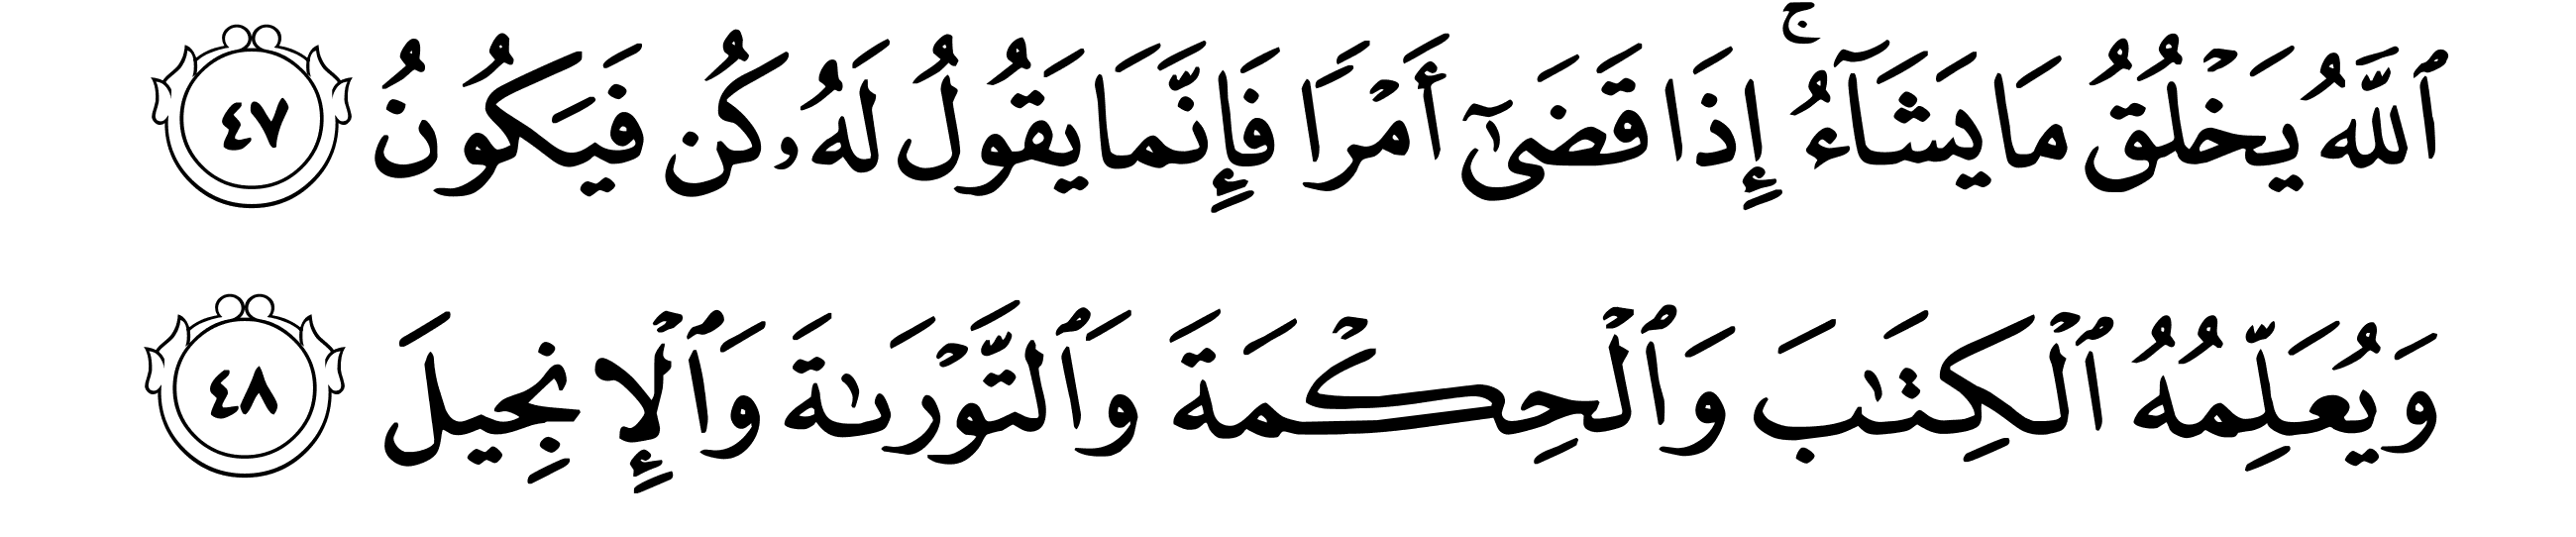 ٱللَّهُ يَخْلُقُ مَا يَشَآءُ ۚ إِذَا قَضَىٰٓ أَمْرًا فَإِنَّمَا يَقُولُ لَهُۥ كُن فَيَكُونُ ٤٧
وَيُعَلِّمُهُ ٱلْكِتَٰبَ وَٱلْحِكْمَةَ وَٱلتَّوْرَىٰةَ وَٱلْإِنجِيلَ ٤٨